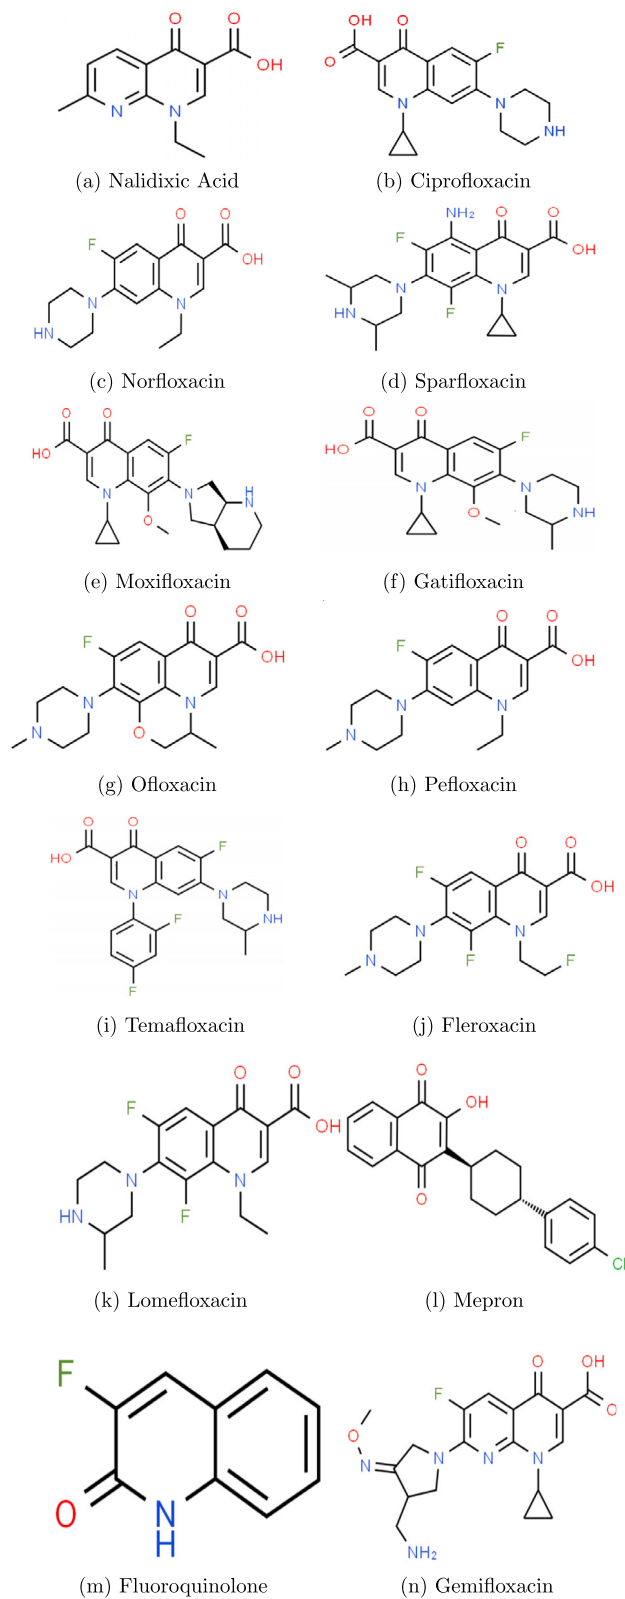 O O
OH
N N
(a) Nalidixic Acid
OH O
O F
N N
NH
(b) Ciprofloxacin
O O
F OH
N N
HN
(c) Norfloxacin
NH₂ O O
F OH
N N
HN F
(d) Sparfloxacin
O O
HO F
N N H N
O
(e) Moxifloxacin
O O
HO F
N N
O NH
(f) Gatifloxacin
O O
F OH
N N
N O
(g) Ofloxacin
O O
F OH
N N
N
(h) Pefloxacin
O O
HO F
N N
F NH
F
(i) Temafloxacin
O O
F OH
N N
N F F
(j) Fleroxacin
O O
F OH
N N
HN F
(k) Lomefloxacin
O
OH
O
Cl
(l) Mepron
F
O N
H
(m) Fluoroquinolone
O OH
F O
O
N N N N
NH₂
(n) Gemifloxacin